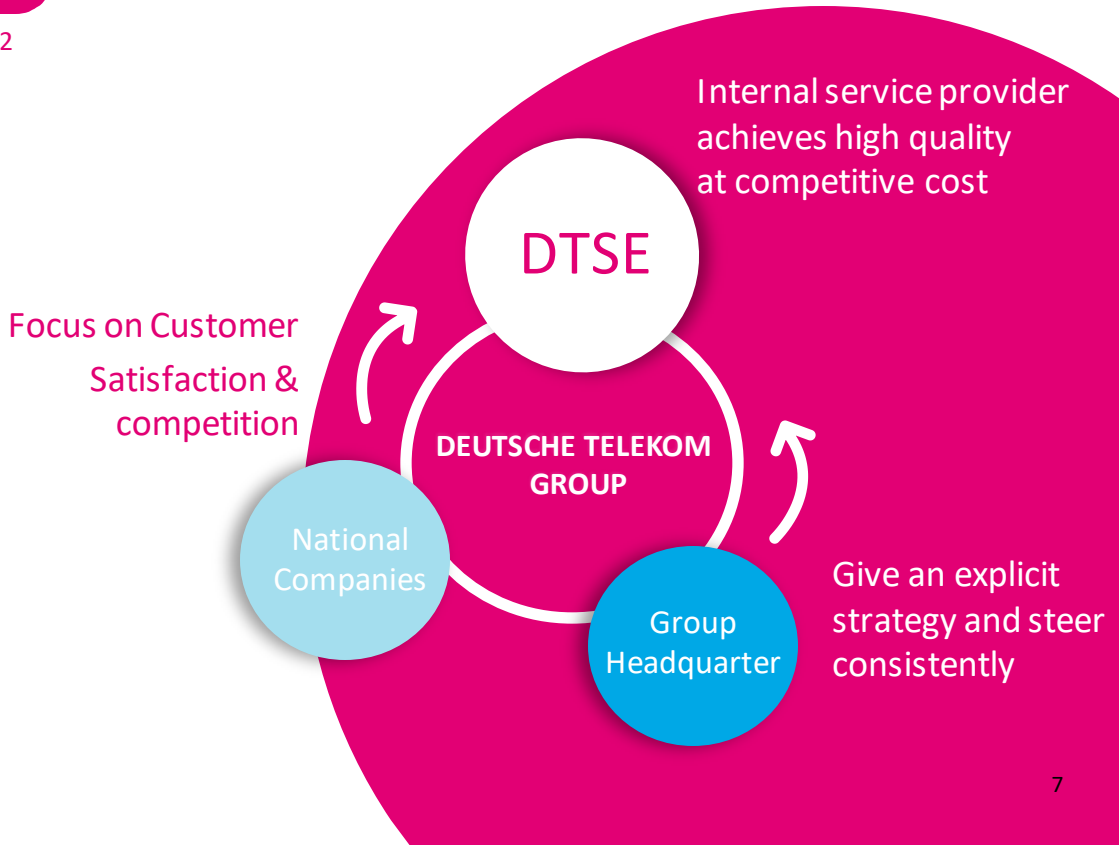 2
Internal service provider
achieves high quality
at competitive cost
DTSE
Focus on Customer
Satisfaction &
competition
DEUTSCHE TELEKOM
GROUP
National
Companies
Group
Headquarter
Give an explicit
strategy and steer
consistently
7